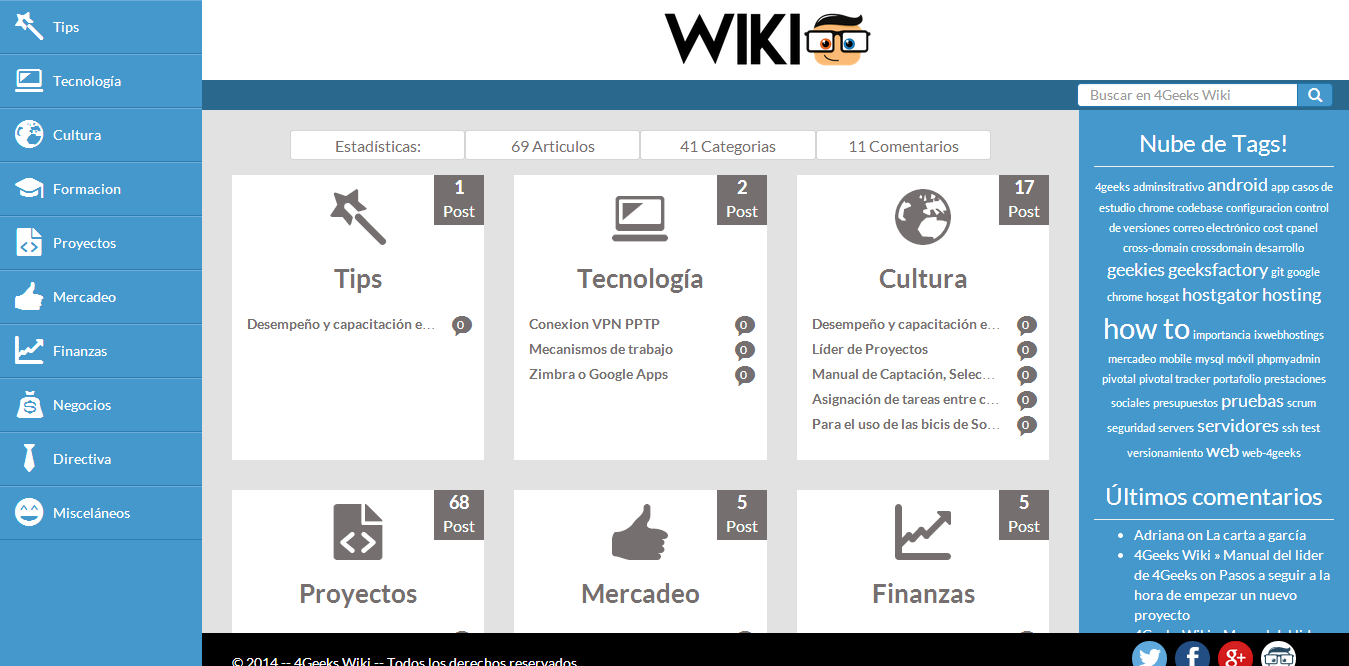 Tips
Tecnología
Cultura
Formacion
Proyectos
Mercadeo
Finanzas
Negocios
Directiva
Misceláneos
WIKI
Buscar en 4Geeks Wiki
Estadísticas:
69 Articulos
41 Categorias
11 Comentarios
1
Post
Tips
Desempeño y capacitación e...
0
2
Post
Tecnología
Conexion VPN PPTP
0
Mecanismos de trabajo
0
Zimbra o Google Apps
0
17
Post
Cultura
Desempeño y capacitación e...
0
Líder de Proyectos
0
Manual de Captación, Selec...
0
Asignación de tareas entre c...
0
Para el uso de las bicis de So...
0
68
Post
Proyectos
5
Post
Mercadeo
5
Post
Finanzas
Nube de Tags!
4geeks adminsitrativo android app casos de
estudio chrome codebase configuracion control
de versiones correo electrónico cost cpanel
cross-domain crossdomain desarrollo
geekies geeksfactory git google
chrome hosgat hostgator hosting
how to importancia ixwebhostings
mercadeo mobile mysql móvil phpmyadmin
pivotal pivotal tracker portafolio prestaciones
sociales presupuestos pruebas scrum
seguridad servers servidores ssh test
versionamiento web web-4geeks
Últimos comentarios
Adriana on La carta a garcía
4Geeks Wiki » Manual del lider
de 4Geeks on Pasos a seguir a la
hora de empezar un nuevo
proyecto
© 2014 -- 4Geeks Wiki -- Todos los derechos reservados
f
g+